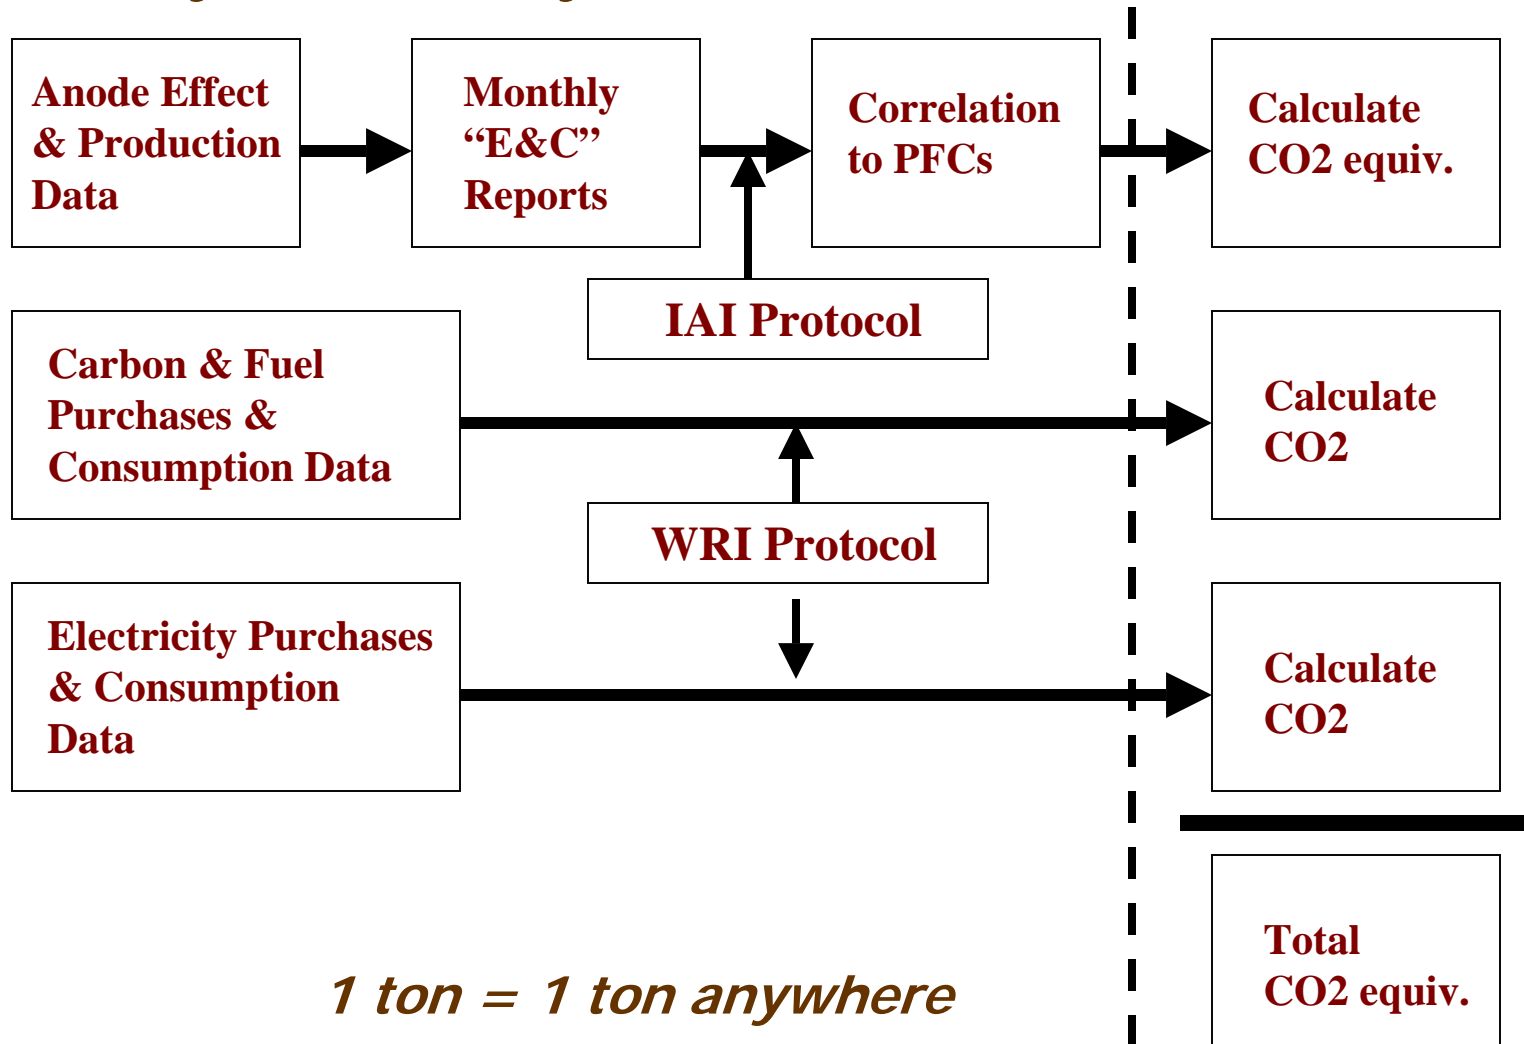 Anode Effect
& Production
Data
Monthly
“E&C”
Reports
Correlation
to PFCs
Calculate
CO2 equiv.
IAI Protocol
Carbon & Fuel
Purchases &
Consumption Data
Calculate
CO2
WRI Protocol
Electricity Purchases
& Consumption
Data
Calculate
CO2
Total
CO2 equiv.
1 ton = 1 ton anywhere